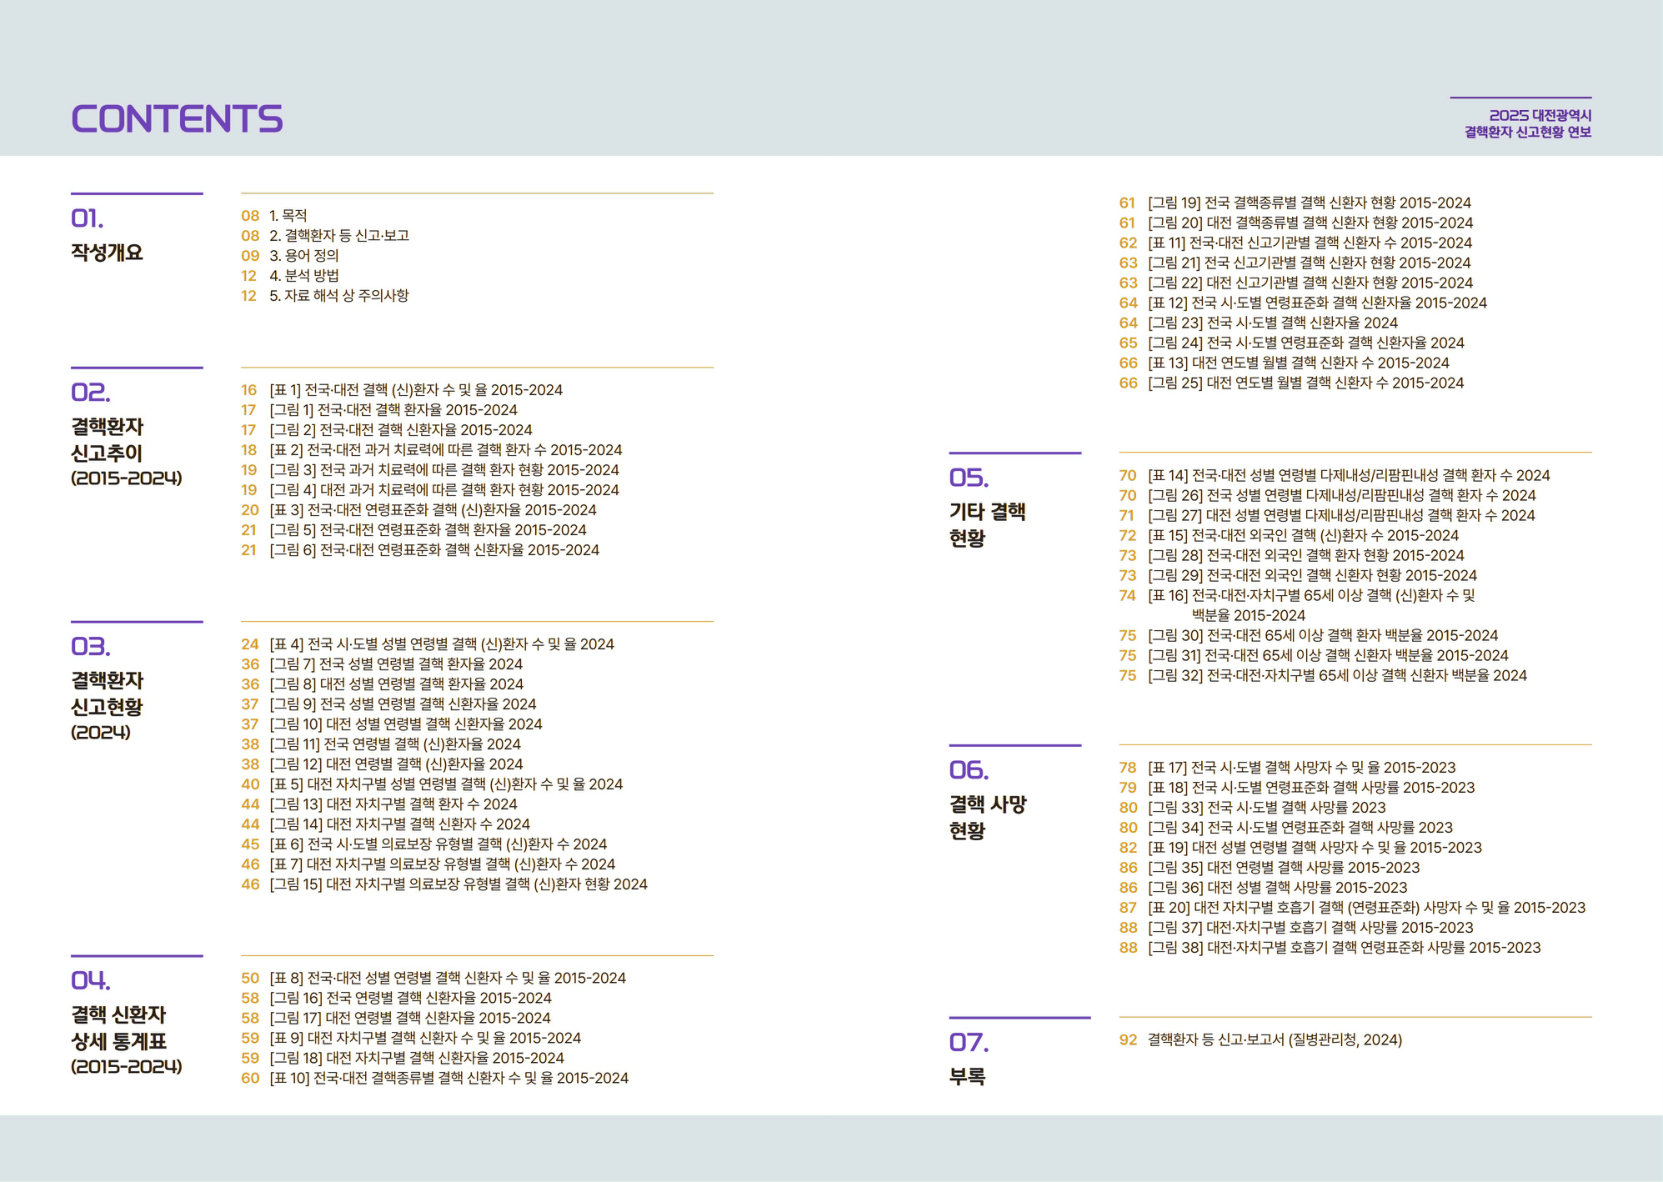 CONTENTS
2025 대전광역시
결핵환자 신고현황 연보
01.
작성개요
08 1. 목적
08 2. 결핵환자 등 신고·보고
09 3. 용어 정의
12 4. 분석 방법
12 5. 자료 해석 상 주의사항
02.
결핵환자
신고추이
(2015-2024)
16 [표 1] 전국·대전 결핵 (신)환자 수 및 율 2015-2024
17 [그림 1] 전국·대전 결핵 환자율 2015-2024
17 [그림 2] 전국·대전 결핵 신환자율 2015-2024
18 [표 2] 전국·대전 과거 치료력에 따른 결핵 환자 수 2015-2024
19 [그림 3] 전국 과거 치료력에 따른 결핵 환자 현황 2015-2024
19 [그림 4] 대전 과거 치료력에 따른 결핵 환자 현황 2015-2024
20 [표 3] 전국·대전 연령표준화 결핵 (신)환자율 2015-2024
21 [그림 5] 전국·대전 연령표준화 결핵 환자율 2015-2024
21 [그림 6] 전국·대전 연령표준화 결핵 신환자율 2015-2024
03.
결핵환자
신고현황
(2024)
24 [표 4] 전국 시·도별 성별 연령별 결핵 (신)환자 수 및 율 2024
36 [그림 7] 전국 성별 연령별 결핵 환자율 2024
36 [그림 8] 대전 성별 연령별 결핵 환자율 2024
37 [그림 9] 전국 성별 연령별 결핵 신환자율 2024
37 [그림 10] 대전 성별 연령별 결핵 신환자율 2024
38 [그림 11] 전국 연령별 결핵 (신)환자율 2024
38 [그림 12] 대전 연령별 결핵 (신)환자율 2024
40 [표 5] 대전 자치구별 성별 연령별 결핵 (신)환자 수 및 율 2024
44 [그림 13] 대전 자치구별 결핵 환자 수 2024
44 [그림 14] 대전 자치구별 결핵 신환자 수 2024
45 [표 6] 전국 시·도별 의료보장 유형별 결핵 (신)환자 수 2024
46 [표 7] 대전 자치구별 의료보장 유형별 결핵 (신)환자 수 2024
46 [그림 15] 대전 자치구별 의료보장 유형별 결핵 (신)환자 현황 2024
04.
결핵 신환자
상세 통계표
(2015-2024)
50 [표 8] 전국·대전 성별 연령별 결핵 신환자 수 및 율 2015-2024
58 [그림 16] 전국 연령별 결핵 신환자율 2015-2024
58 [그림 17] 대전 연령별 결핵 신환자율 2015-2024
59 [표 9] 대전 자치구별 결핵 신환자 수 및 율 2015-2024
59 [그림 18] 대전 자치구별 결핵 신환자율 2015-2024
60 [표 10] 전국·대전 결핵종류별 결핵 신환자 수 및 율 2015-2024
61 [그림 19] 전국 결핵종류별 결핵 신환자 현황 2015-2024
61 [그림 20] 대전 결핵종류별 결핵 신환자 현황 2015-2024
62 [표 11] 전국·대전 신고기관별 결핵 신환자 수 2015-2024
63 [그림 21] 전국 신고기관별 결핵 신환자 현황 2015-2024
63 [그림 22] 대전 신고기관별 결핵 신환자 현황 2015-2024
64 [표 12] 전국 시·도별 연령표준화 결핵 신환자율 2015-2024
64 [그림 23] 전국 시·도별 결핵 신환자율 2024
65 [그림 24] 전국 시·도별 연령표준화 결핵 신환자율 2024
66 [표 13] 대전 연도별 월별 결핵 신환자 수 2015-2024
66 [그림 25] 대전 연도별 월별 결핵 신환자 수 2015-2024
05.
기타 결핵
현황
70 [표 14] 전국·대전 성별 연령별 다제내성/리팜핀내성 결핵 환자 수 2024
70 [그림 26] 전국 성별 연령별 다제내성/리팜핀내성 결핵 환자 수 2024
71 [그림 27] 대전 성별 연령별 다제내성/리팜핀내성 결핵 환자 수 2024
72 [표 15] 전국·대전 외국인 결핵 (신)환자 수 2015-2024
73 [그림 28] 전국·대전 외국인 결핵 환자 현황 2015-2024
73 [그림 29] 전국·대전 외국인 결핵 신환자 현황 2015-2024
74 [표 16] 전국·대전·자치구별 65세 이상 결핵 (신)환자 수 및
백분율 2015-2024
75 [그림 30] 전국·대전 65세 이상 결핵 환자 백분율 2015-2024
75 [그림 31] 전국·대전 65세 이상 결핵 신환자 백분율 2015-2024
75 [그림 32] 전국·대전·자치구별 65세 이상 결핵 신환자 백분율 2024
06.
결핵 사망
현황
78 [표 17] 전국 시·도별 결핵 사망자 수 및 율 2015-2023
79 [표 18] 전국 시·도별 연령표준화 결핵 사망률 2015-2023
80 [그림 33] 전국 시·도별 결핵 사망률 2023
80 [그림 34] 전국 시·도별 연령표준화 결핵 사망률 2023
82 [표 19] 대전 성별 연령별 결핵 사망자 수 및 율 2015-2023
86 [그림 35] 대전 연령별 결핵 사망률 2015-2023
86 [그림 36] 대전 성별 결핵 사망률 2015-2023
87 [표 20] 대전 자치구별 호흡기 결핵 (연령표준화) 사망자 수 및 율 2015-2023
88 [그림 37] 대전·자치구별 호흡기 결핵 사망률 2015-2023
88 [그림 38] 대전·자치구별 호흡기 결핵 연령표준화 사망률 2015-2023
07.
부록
92 결핵환자 등 신고·보고서 (질병관리청, 2024)